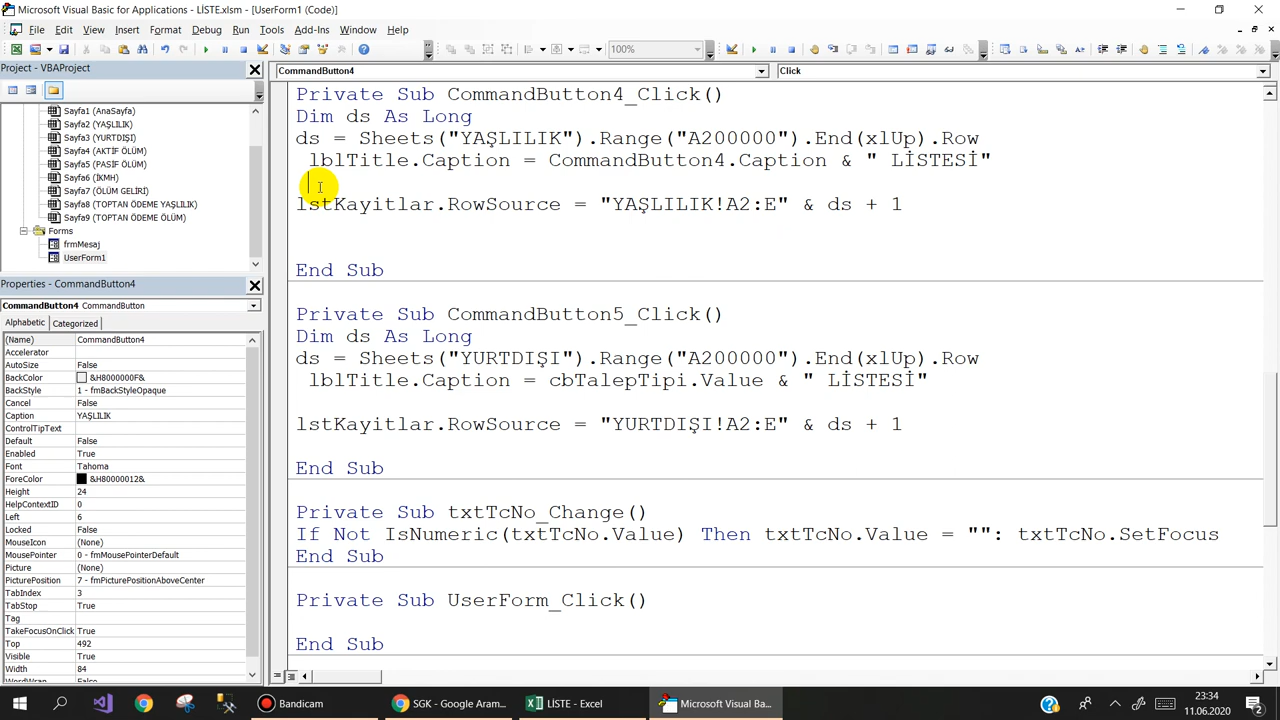 Microsoft Visual Basic for Applications - LİSTE.xlsm - [UserForm1 (Code)]
File Edit View Insert Format Debug Run Tools Add-Ins Window Help
100%
Project - VBAProject
Sayfa1 (AnaSayfa)
Sayfa2 (YAŞLILIK)
Sayfa3 (YURTDIŞI)
Sayfa4 (AKTİF ÖLÜM)
Sayfa5 (PASİF ÖLÜM)
Sayfa6 (İKMH)
Sayfa7 (ÖLÜM GELİRİ)
Sayfa8 (TOPTAN ÖDEME YAŞLILIK)
Sayfa9 (TOPTAN ÖDEME ÖLÜM)
Forms
frmMesaj
UserForm1
Properties - CommandButton4
CommandButton4 CommandButton
Alphabetic Categorized
(Name) CommandButton4
Accelerator
AutoSize False
BackColor &H8000000F&
BackStyle 1 - fmBackStyleOpaque
Cancel False
Caption YAŞLILIK
ControlTipText
Default False
Enabled True
Font Tahoma
ForeColor &H80000012&
Height 24
HelpContextID 0
Left 6
Locked False
MouseIcon (None)
MousePointer 0 - fmMousePointerDefault
Picture (None)
PicturePosition 7 - fmPicturePositionAboveCenter
TabIndex 3
TabStop True
Tag
TakeFocusOnClick True
Top 492
Visible True
Width 84
WordWrap False
CommandButton4 Click
Private Sub CommandButton4_Click()
Dim ds As Long
ds = Sheets("YAŞLILIK").Range("A200000").End(xlUp).Row
lblTitle.Caption = CommandButton4.Caption & " LİSTESİ"
lstKayitlar.RowSource = "YAŞLILIK!A2:E" & ds + 1
End Sub
Private Sub CommandButton5_Click()
Dim ds As Long
ds = Sheets("YURTDIŞI").Range("A200000").End(xlUp).Row
lblTitle.Caption = cbTalepTipi.Value & " LİSTESİ"
lstKayitlar.RowSource = "YURTDIŞI!A2:E" & ds + 1
End Sub
Private Sub txtTcNo_Change()
If Not IsNumeric(txtTcNo.Value) Then txtTcNo.Value = "": txtTcNo.SetFocus
End Sub
Private Sub UserForm_Click()
End Sub
Bandicam
SGK - Google Aram...
LİSTE - Excel
Microsoft Visual Ba...
23:34
11.06.2020
2